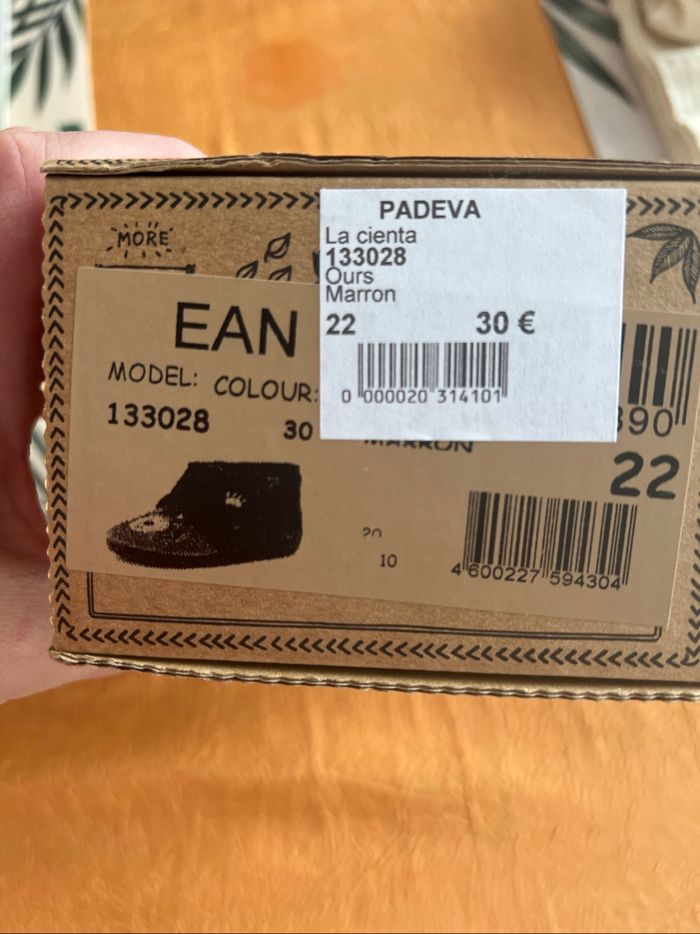 MORE
PADEVA
La cienta
133028
Ours
Marron
22 30 €
0 000020 314101
EAN
MODEL: COLOUR:
133028 30
MARRON
390
22
10
4 600227 594304